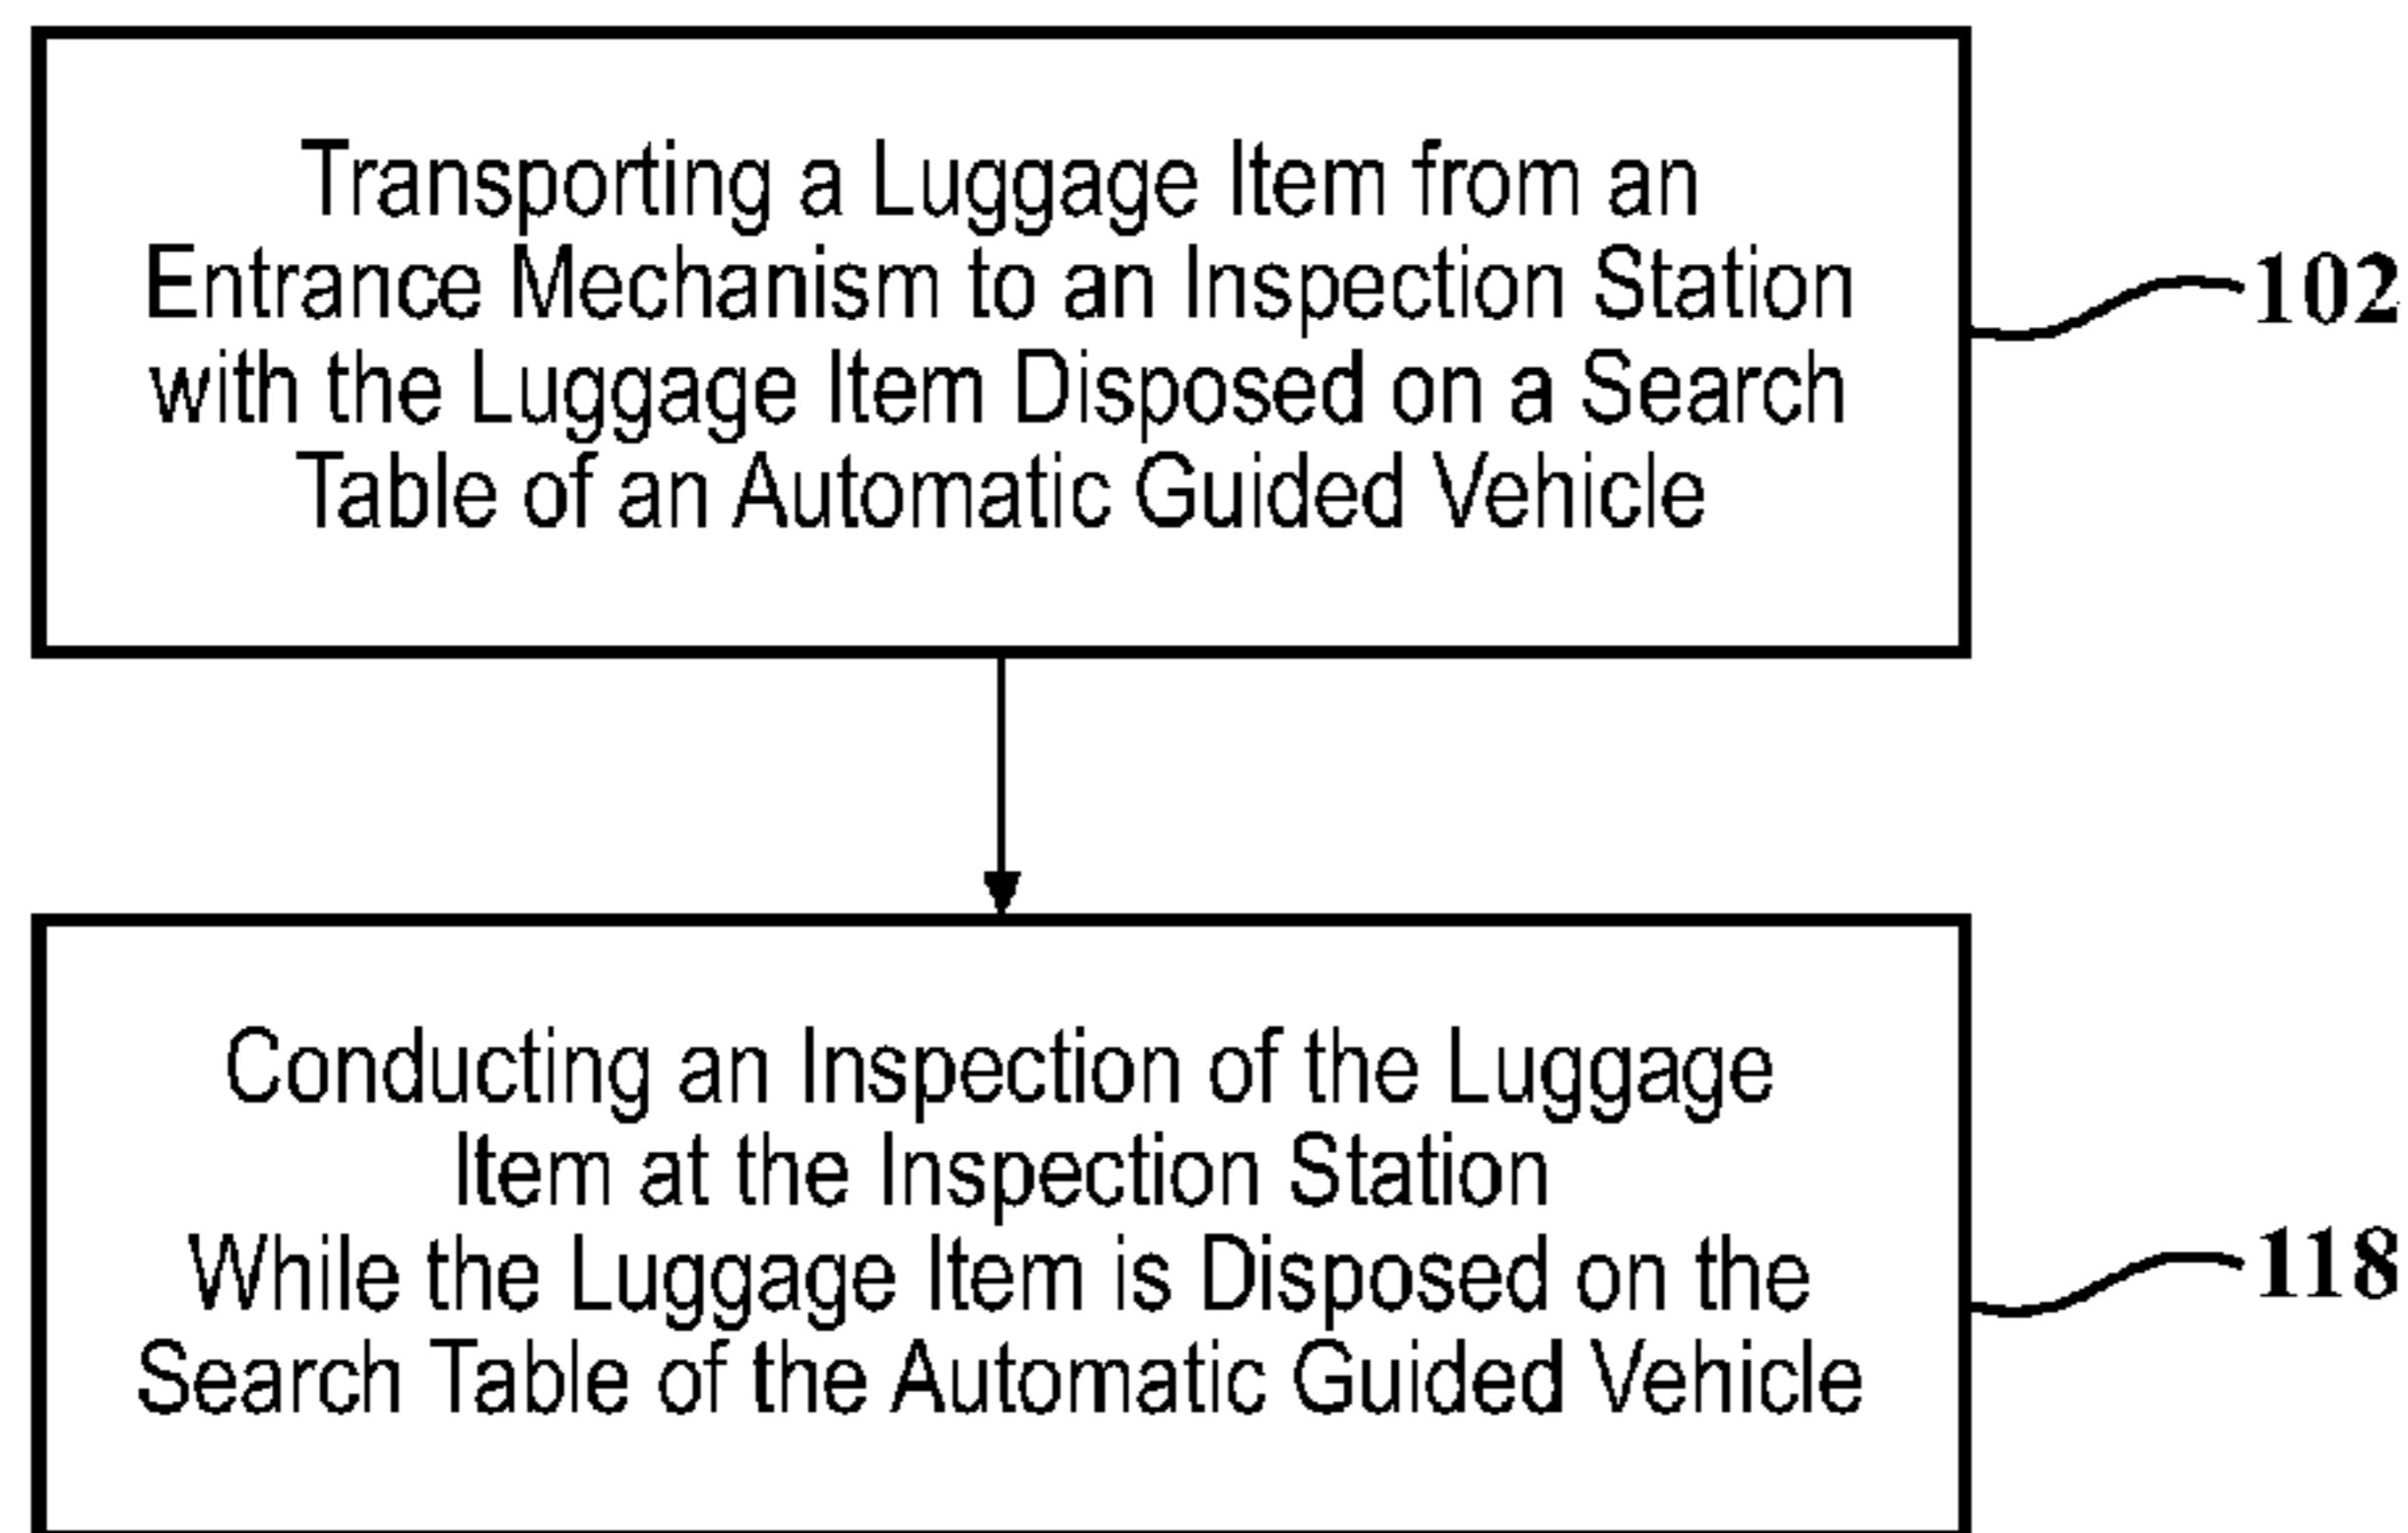 Transporting a Luggage Item from an
Entrance Mechanism to an Inspection Station
with the Luggage Item Disposed on a Search
Table of an Automatic Guided Vehicle
102
Conducting an Inspection of the Luggage
Item at the Inspection Station
While the Luggage Item is Disposed on the
Search Table of the Automatic Guided Vehicle
118